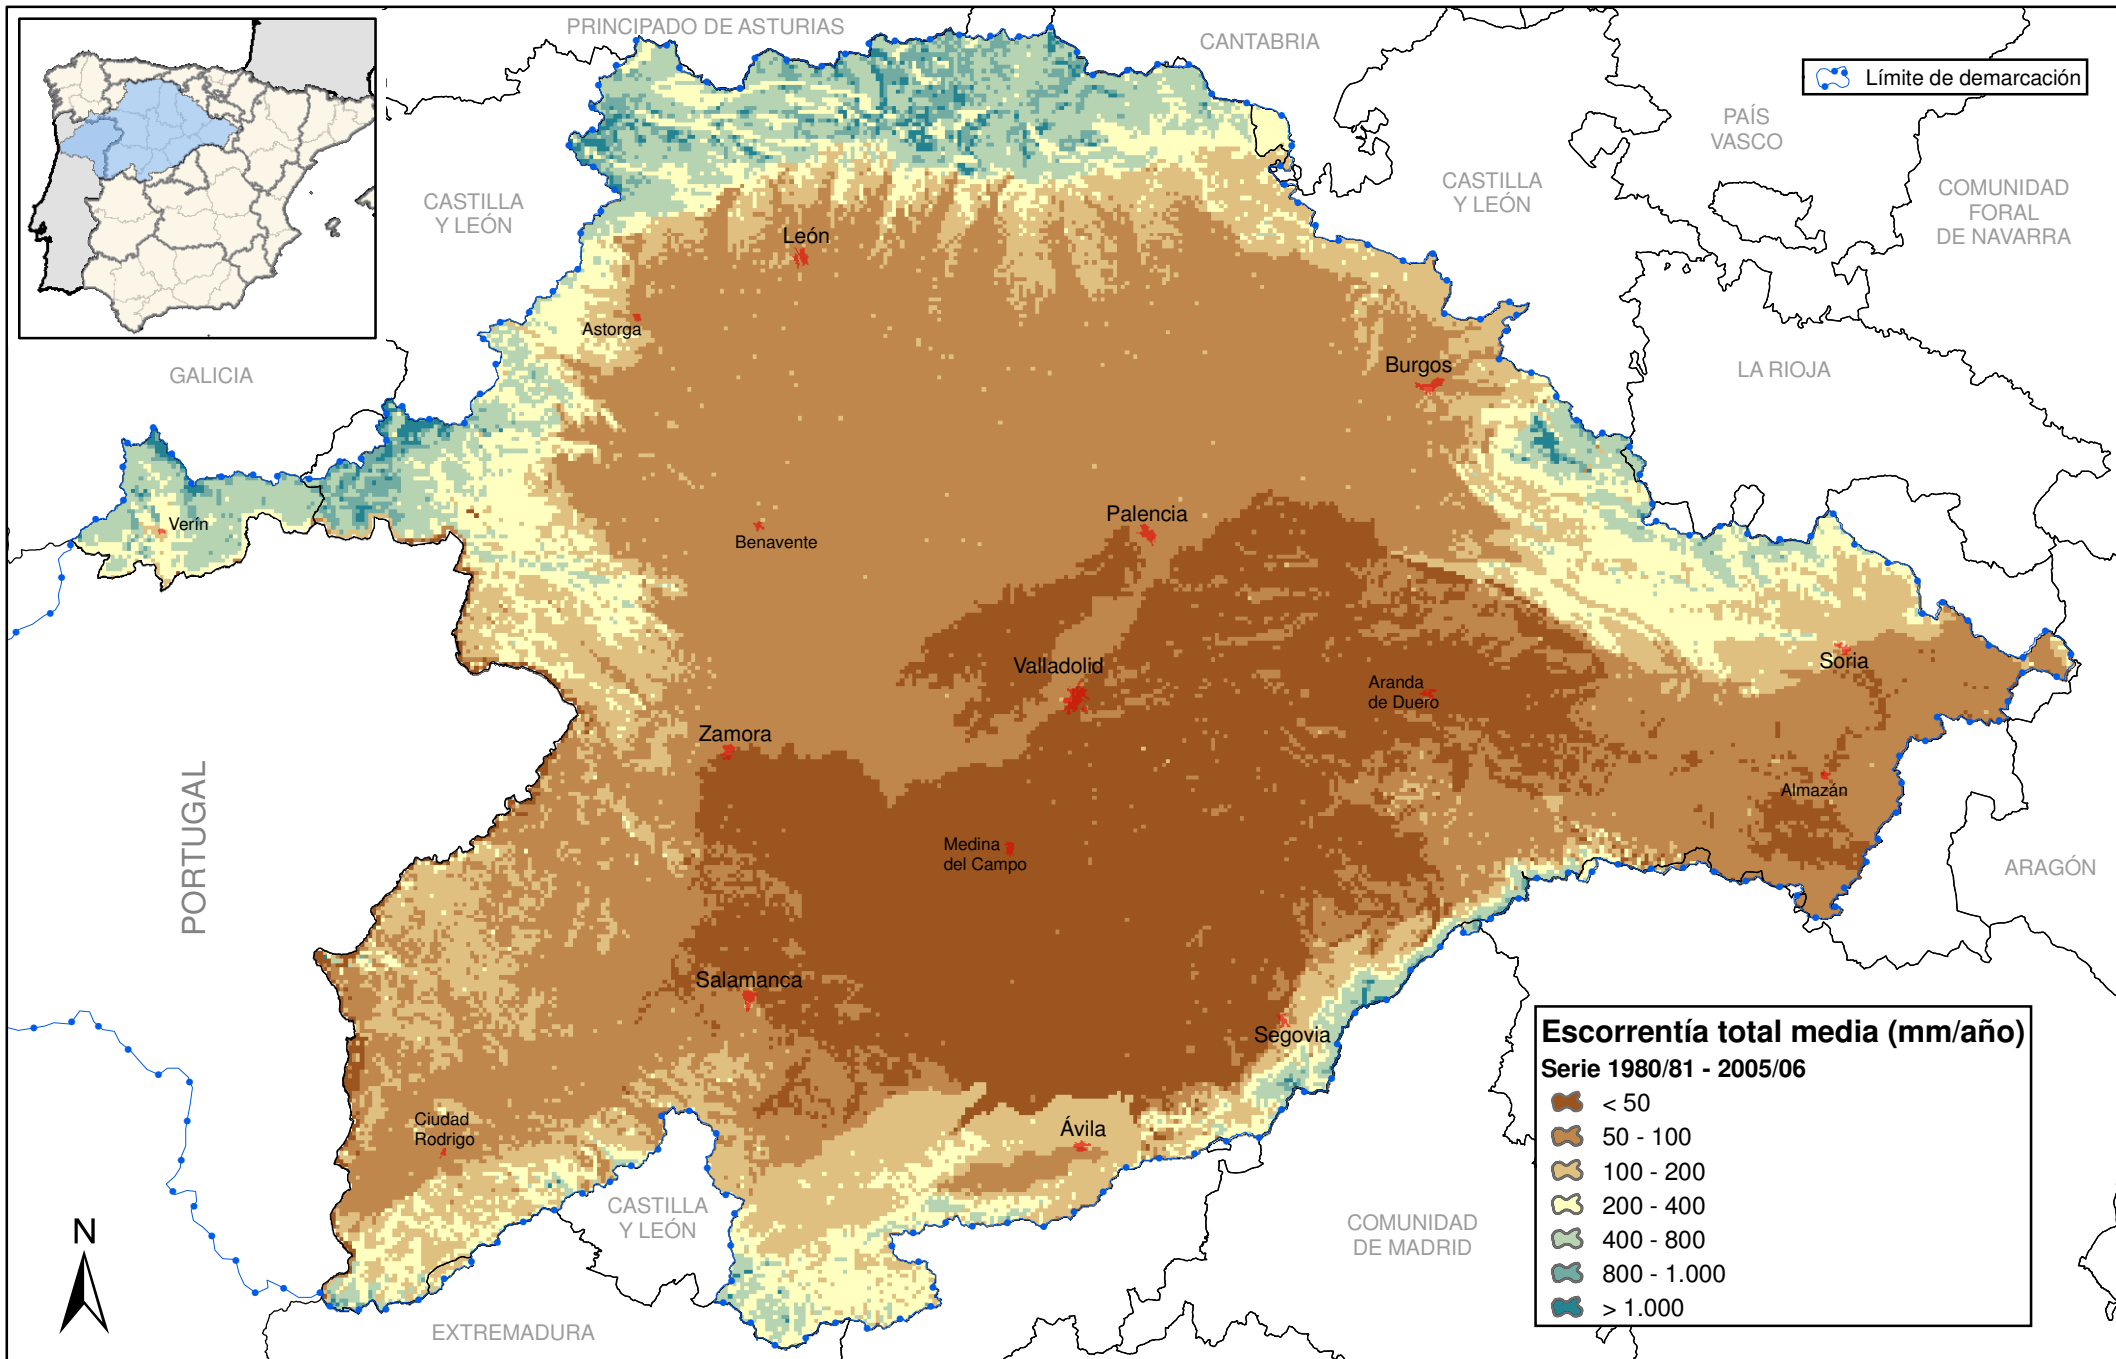 PRINCIPADO DE ASTURIAS
CANTABRIA
Límite de demarcación
PAÍS
VASCO
CASTILLA
Y LEÓN
CASTILLA
Y LEÓN
COMUNIDAD
FORAL
DE NAVARRA
León
Astorga
GALICIA
Burgos
LA RIOJA
Verín
Benavente
Palencia
Valladolid
Aranda
de Duero
Soria
Zamora
Almazán
PORTUGAL
Medina
del Campo
ARAGÓN
Salamanca
Segovia
Ciudad
Rodrigo
Ávila
CASTILLA
Y LEÓN
COMUNIDAD
DE MADRID
EXTREMADURA
N
Escorrentía total media (mm/año)
Serie 1980/81 - 2005/06
< 50
50 - 100
100 - 200
200 - 400
400 - 800
800 - 1.000
> 1.000